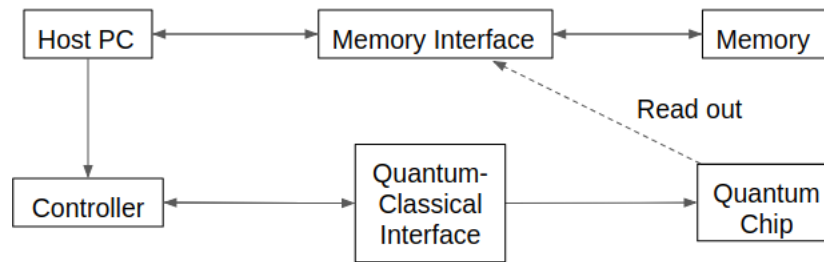 Host PC
Memory Interface
Memory
Read out
Controller
Quantum-
Classical
Interface
Quantum
Chip